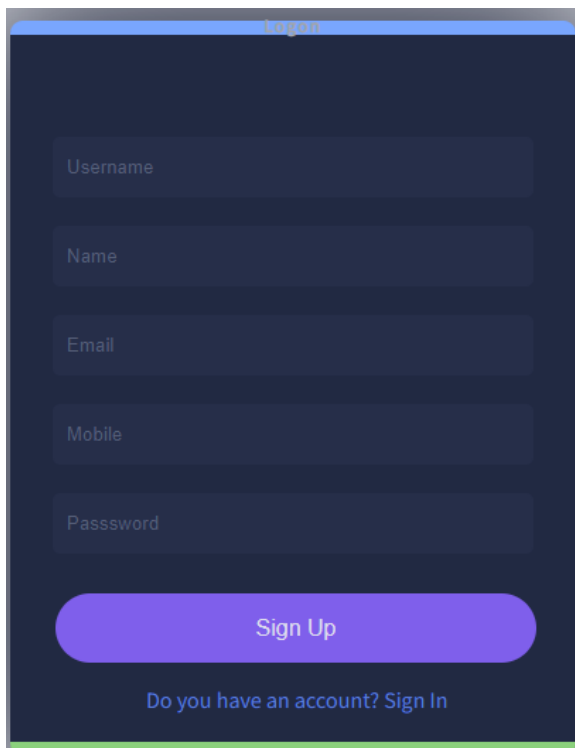 Logon
Username
Name
Email
Mobile
Passsword
Sign Up
Do you have an account? Sign In